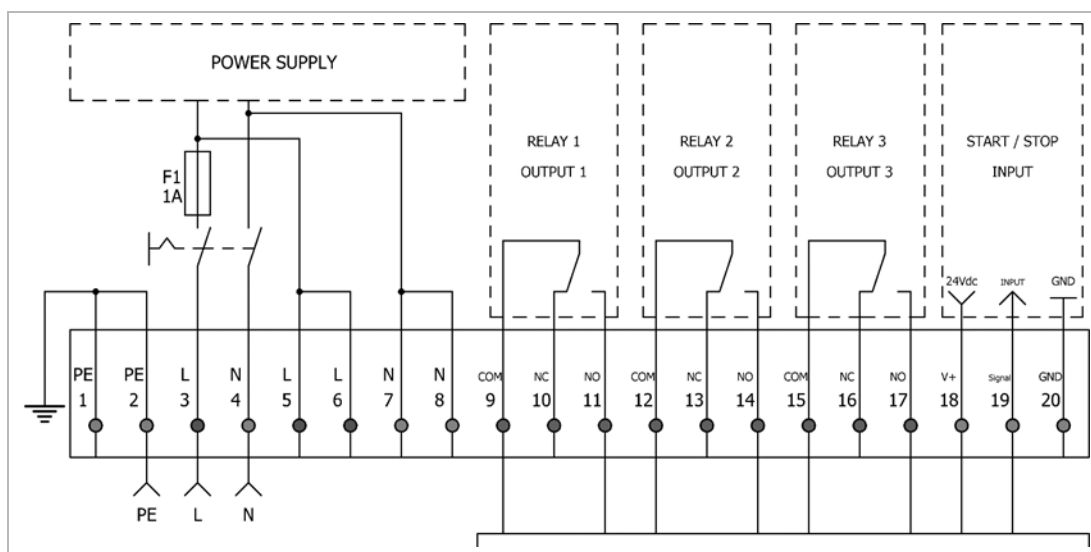 POWER SUPPLY
RELAY 1
OUTPUT 1
RELAY 2
OUTPUT 2
RELAY 3
OUTPUT 3
START / STOP
INPUT
F1
1A
24Vdc
INPUT
GND
PE
PE
L
N
L
L
N
N
COM
NC
NO
COM
NC
NO
COM
NC
NO
V+
Signal
GND
1
2
3
4
5
6
7
8
9
10
11
12
13
14
15
16
17
18
19
20
PE
L
N